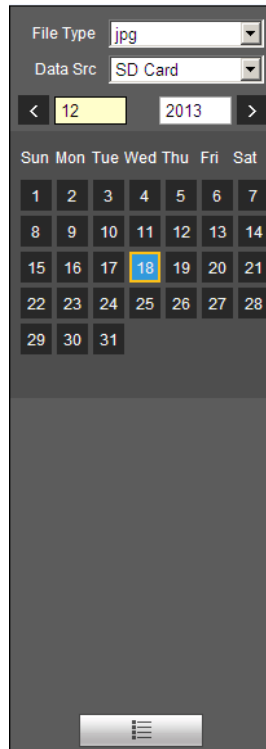 File Type jpg
Data Src SD Card
< 12 2013 >
Sun Mon Tue Wed Thu Fri Sat
1 2 3 4 5 6 7
8 9 10 11 12 13 14
15 16 17 18 19 20 21
22 23 24 25 26 27 28
29 30 31